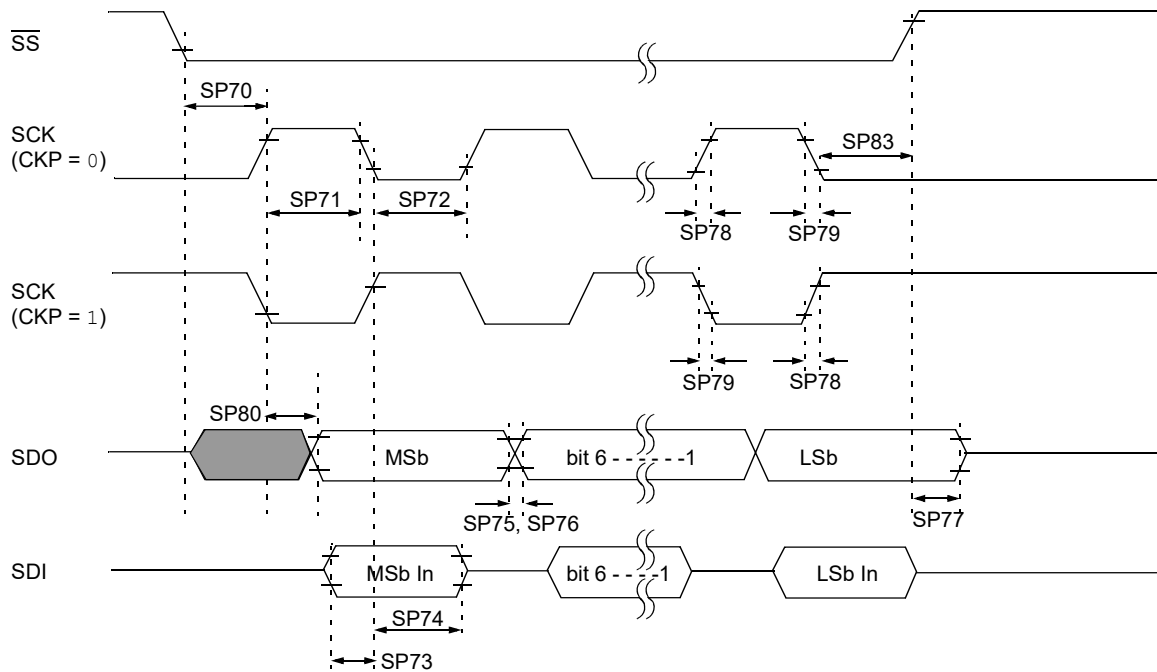 SS
SP70
SCK
(CKP = 0)
SP83
SP71
SP72
SP78
SP79
SCK
(CKP = 1)
SP79
SP78
SP80
SDO
MSb
bit 6 - - - - - -1
LSb
SP75, SP76
SP77
SDI
MSb In
bit 6 - - - -1
LSb In
SP74
SP73